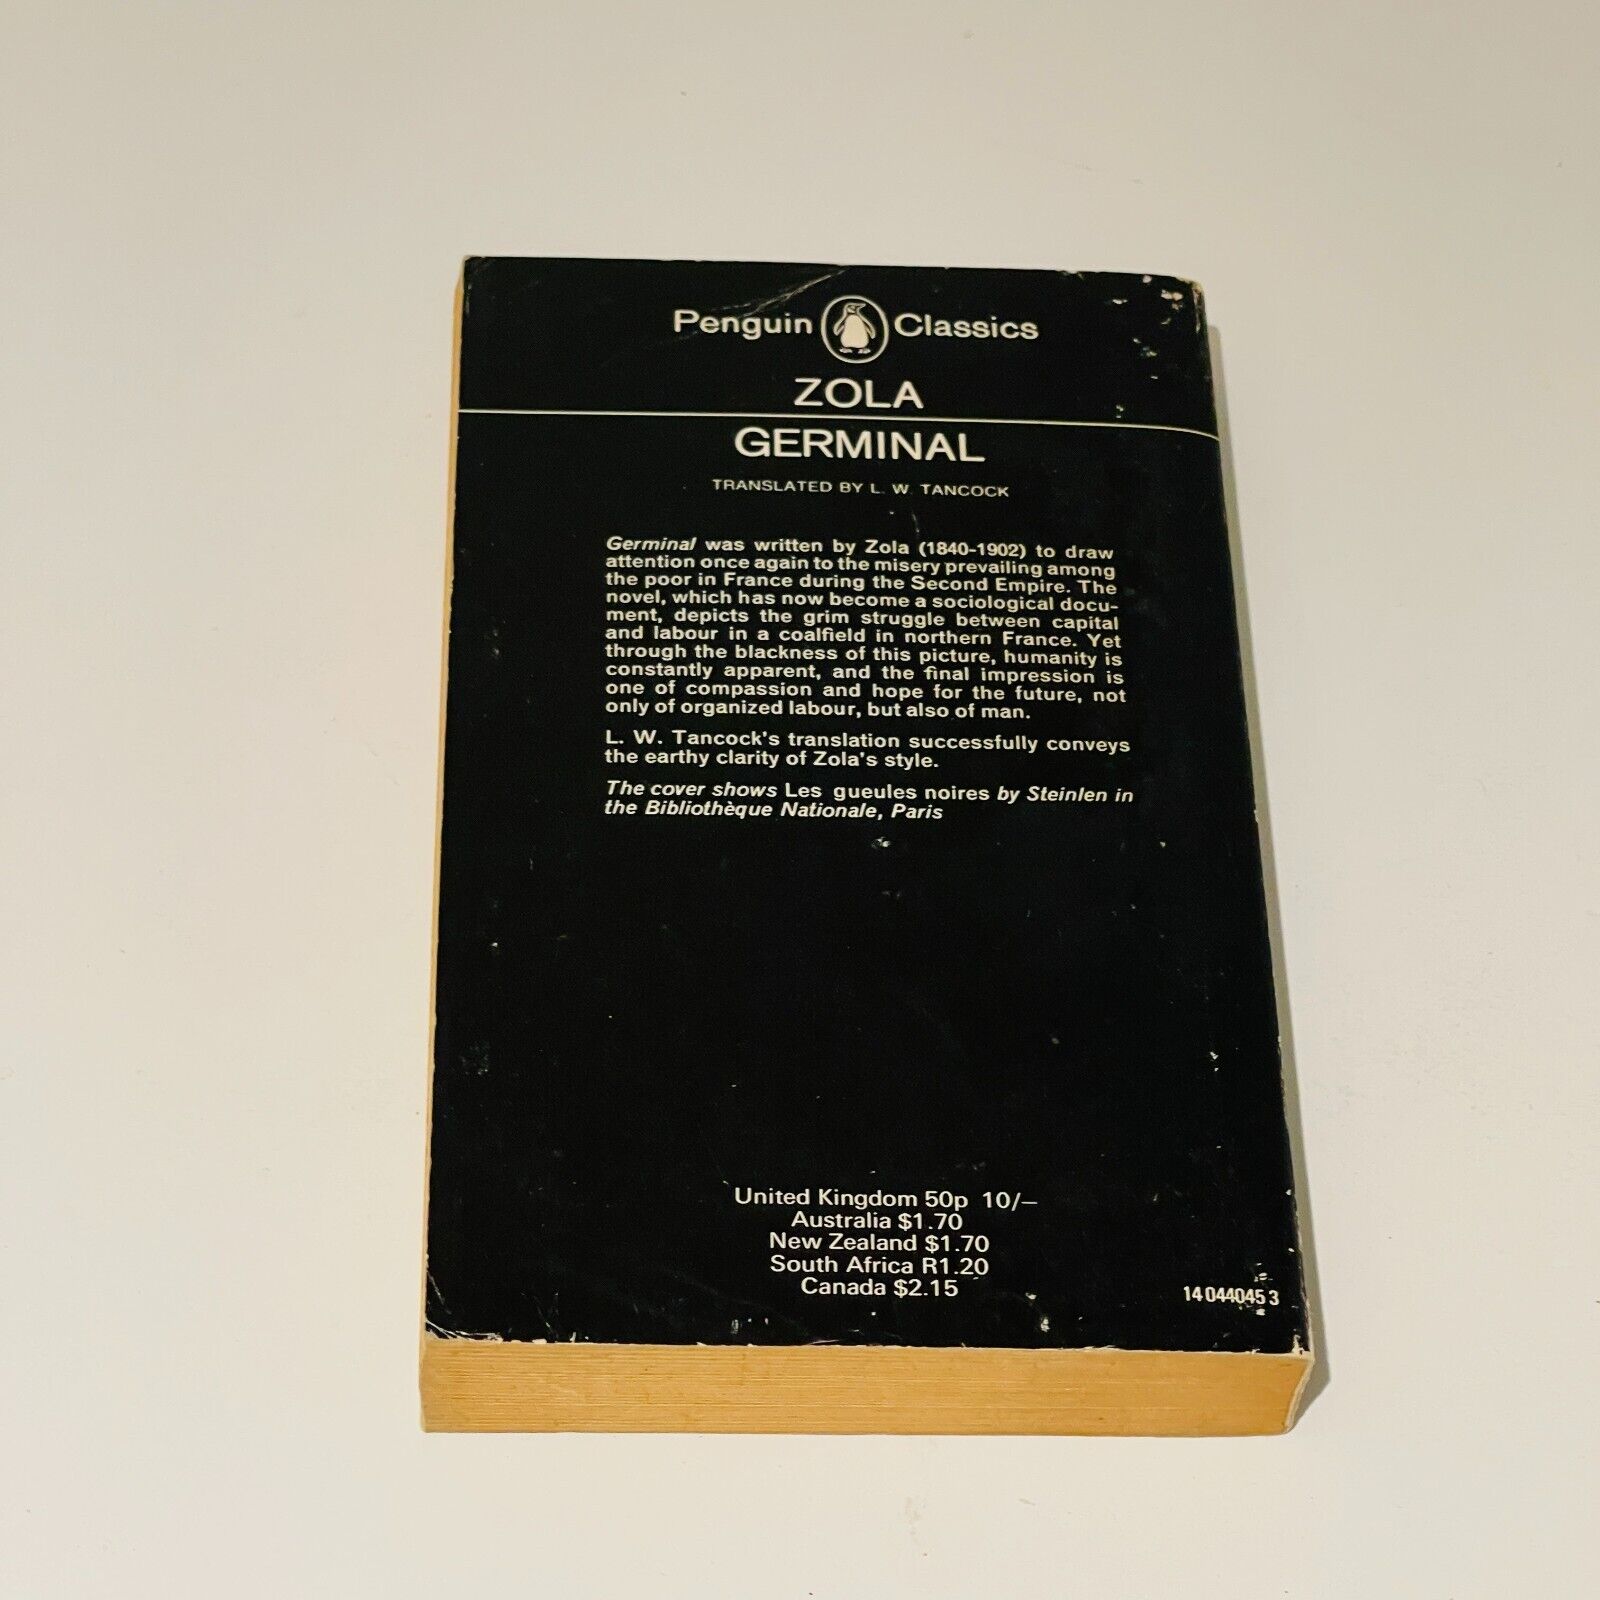 Penguin Classics
ZOLA
GERMINAL
TRANSLATED BY L. W. TANCOCK
Germinal was written by Zola (1840-1902) to draw
attention once again to the misery prevailing among
the poor in France during the Second Empire. The
novel, which has now become a sociological docu-
ment, depicts the grim struggle between capital
and labour in a coalfield in northern France. Yet
through the blackness of this picture, humanity is
constantly apparent, and the final impression is
one of compassion and hope for the future, not
only of organized labour, but also of man.
L. W. Tancock's translation successfully conveys
the earthy clarity of Zola's style.
The cover shows Les gueules noires by Steinlen in
the Bibliothèque Nationale, Paris
United Kingdom 50p 10/–
Australia $1.70
New Zealand $1.70
South Africa R1.20
Canada $2.15
14 044045 3